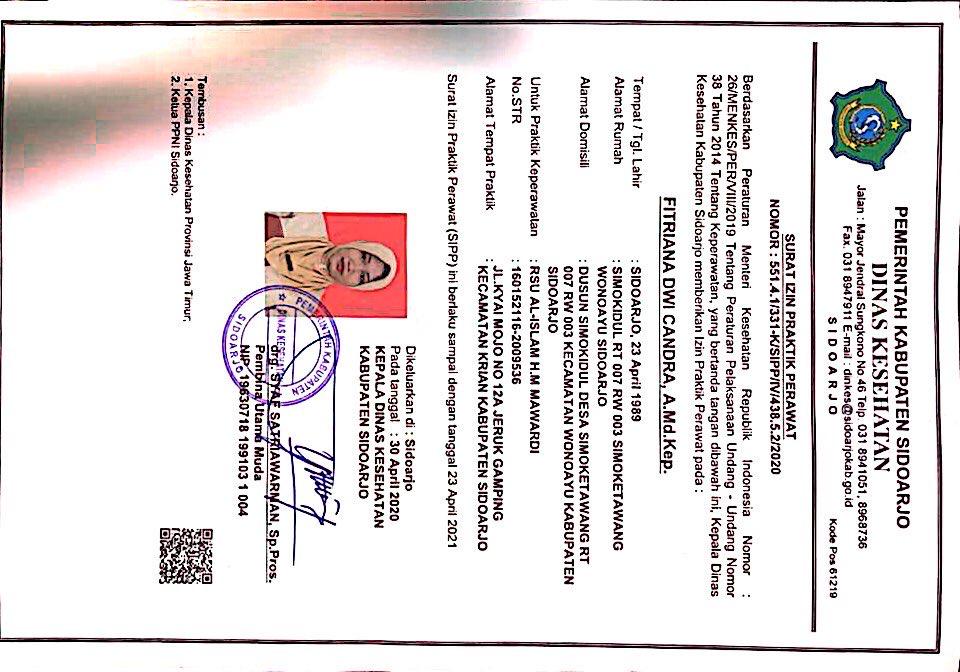 PEMERINTAH KABUPATEN SIDOARJO
DINAS KESEHATAN
Jalan : Mayor Jendral Sungkono No 46 Telp 031 8941051, 8968736
Fax. 031 8947911 E-mail : dinkes@sidoarjokab.go.id
S I D O A R J O
Kode Pos 61219
SURAT IZIN PRAKTIK PERAWAT
NOMOR : 551.4.1/331-K/SIPP/IV/438.5.2/2020
Berdasarkan Peraturan Menteri Kesehatan Republik Indonesia Nomor :
26/MENKES/PER/VIII/2019 Tentang Peraturan Pelaksanaan Undang - Undang Nomor
38 Tahun 2014 Tentang Keperawatan, yang bertanda tangan dibawah ini, Kepala Dinas
Kesehatan Kabupaten Sidoarjo memberikan Izin Praktik Perawat pada :
FITRIANA DWI CANDRA, A.Md.Kep.
Tempat / Tgl. Lahir : SIDOARJO, 23 April 1989
Alamat Rumah : SIMOKIDUL RT 007 RW 003 SIMOKETAWANG
WONOAYU SIDOARJO
Alamat Domisili : DUSUN SIMOKIDUL DESA SIMOKETAWANG RT
007 RW 003 KECAMATAN WONOAYU KABUPATEN
SIDOARJO
Untuk Praktik Keperawatan : RSU AL-ISLAM H.M MAWARDI
No.STR : 1601522116-2009536
Alamat Tempat Praktik : JL.KYAI MOJO NO 12A JERUK GAMPING
KECAMATAN KRIAN KABUPATEN SIDOARJO
Surat Izin Praktik Perawat (SIPP) ini berlaku sampai dengan tanggal 23 April 2021
Dikeluarkan di : Sidoarjo
Pada tanggal : 30 April 2020
KEPALA DINAS KESEHATAN
KABUPATEN SIDOARJO
PEMERINTAH KABUPATEN
DINAS KESEHATAN
SIDOARJO
drg. SYAF SATRIAWARMAN, Sp.Pros.
Pembina Utama Muda
NIP 19630718 199103 1 004
Tembusan :
1. Kepala Dinas Kesehatan Provinsi Jawa Timur;
2. Ketua PPNI Sidoarjo.